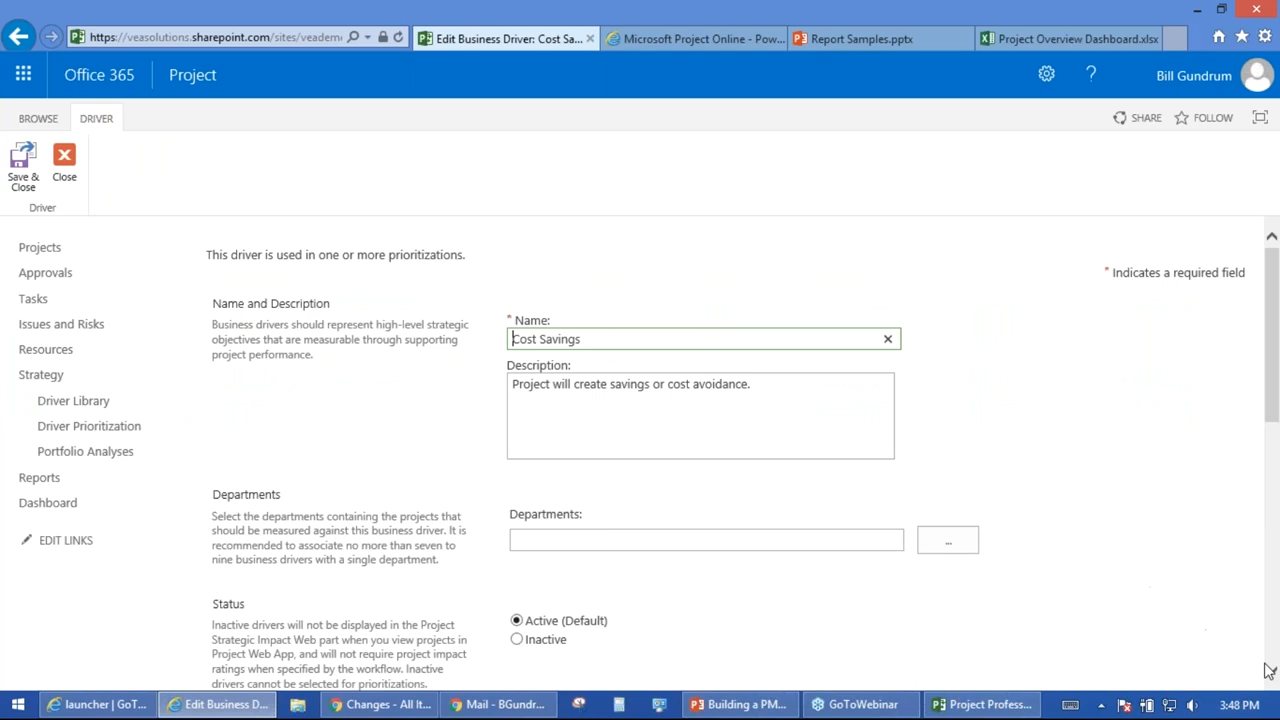 https://veasolutions.sharepoint.com/sites/veademo
Edit Business Driver: Cost Sa...
Microsoft Project Online - Pow...
Report Samples.pptx
Project Overview Dashboard.xlsx
Office 365
Project
?
Bill Gundrum
BROWSE
DRIVER
SHARE
FOLLOW
Save &
Close
Close
Driver
Projects
Approvals
Tasks
Issues and Risks
Resources
Strategy
Driver Library
Driver Prioritization
Portfolio Analyses
Reports
Dashboard
EDIT LINKS
This driver is used in one or more prioritizations.
* Indicates a required field
Name and Description
Business drivers should represent high-level strategic
objectives that are measurable through supporting
project performance.
* Name:
Cost Savings
Description:
Project will create savings or cost avoidance.
Departments
Select the departments containing the projects that
should be measured against this business driver. It is
recommended to associate no more than seven to
nine business drivers with a single department.
Departments:
...
Status
Inactive drivers will not be displayed in the Project
Strategic Impact Web part when you view projects in
Project Web App, and will not require project impact
ratings when specified by the workflow. Inactive
drivers cannot be selected for prioritizations.
Active (Default)
Inactive
launcher | GoT...
Edit Business D...
Changes - All It...
Mail - BGundr...
Building a PM...
GoToWebinar
Project Profess...
3:48 PM